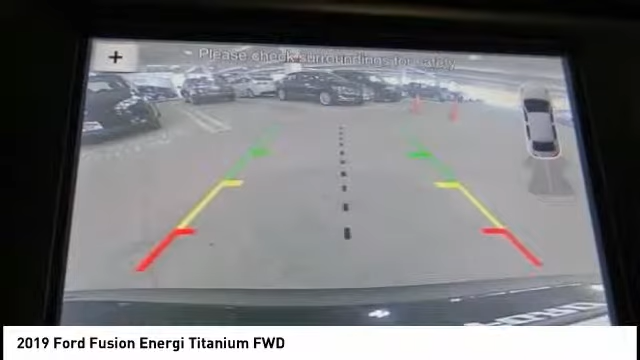 +
Please check surroundings for safety
2019 Ford Fusion Energi Titanium FWD